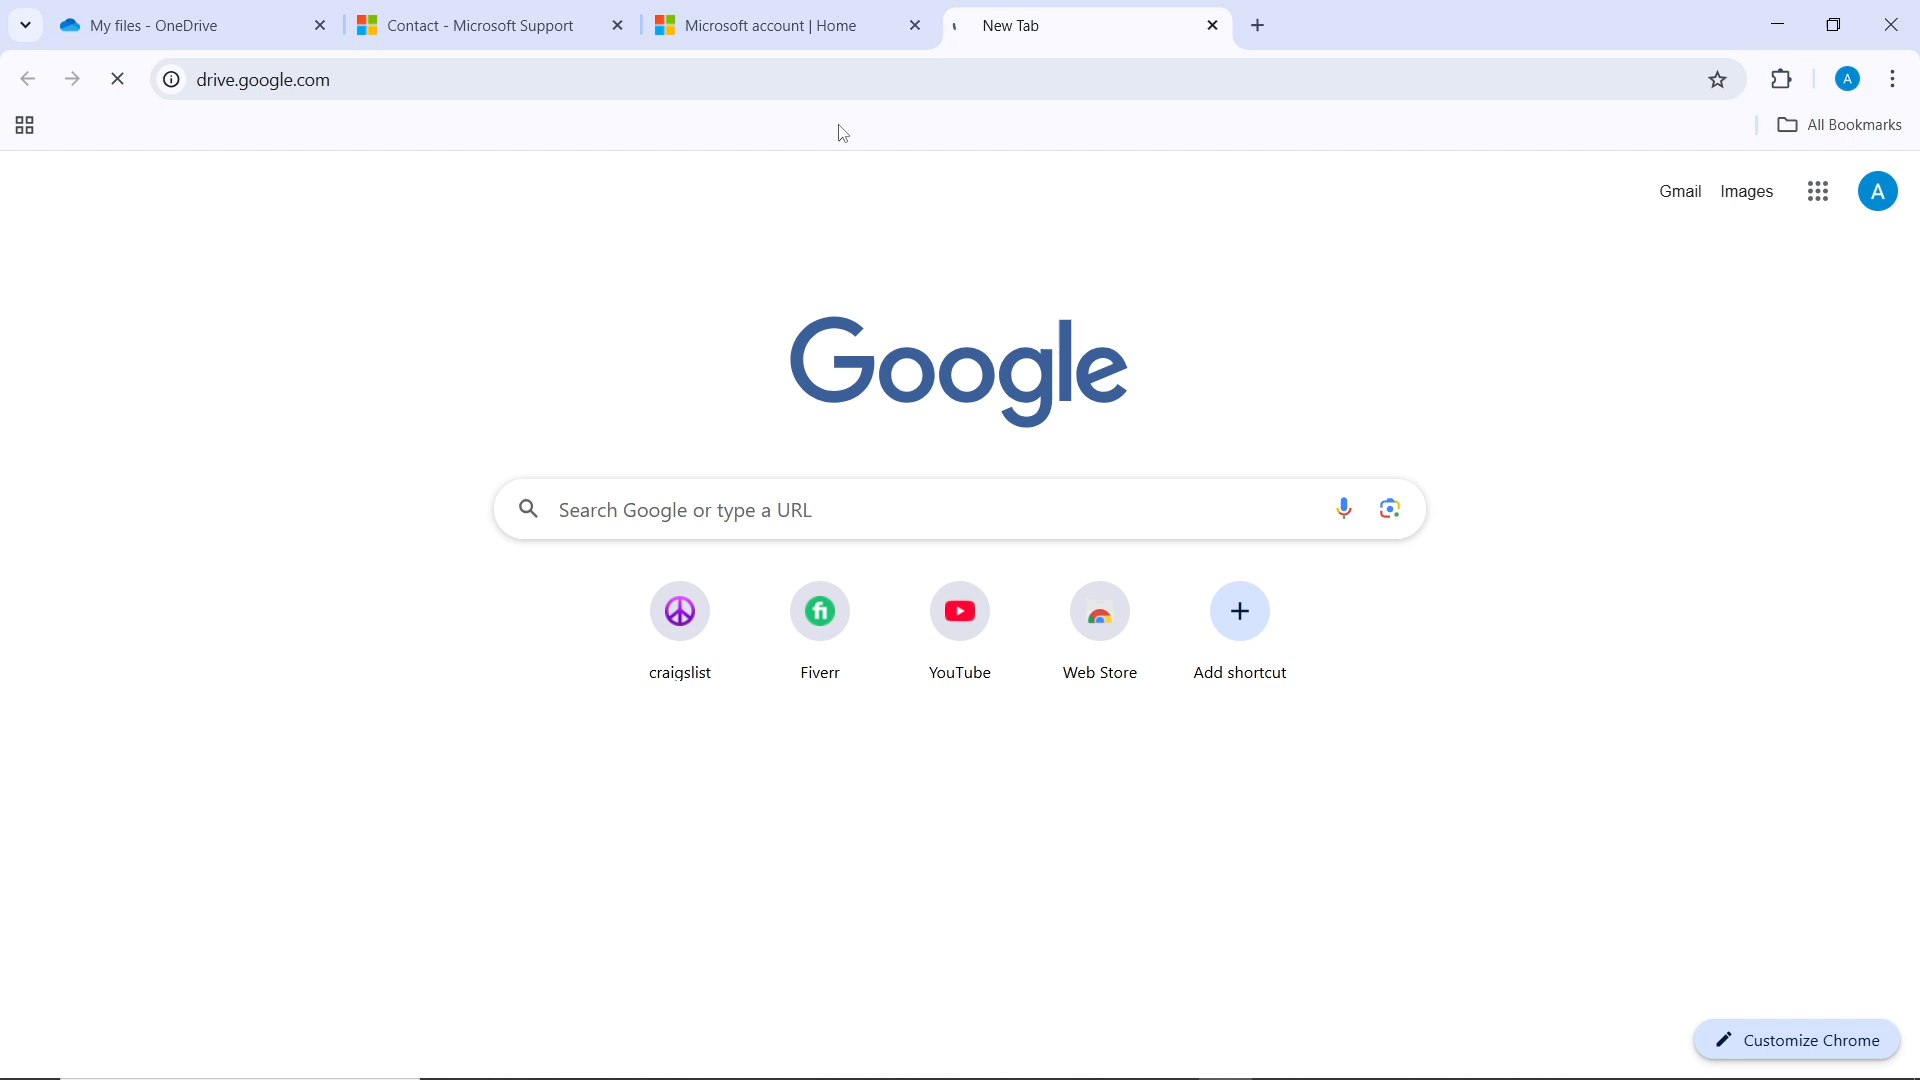 My files - OneDrive
Contact - Microsoft Support
Microsoft account | Home
New Tab
drive.google.com
A
All Bookmarks
Gmail Images
A
Google
Search Google or type a URL
fi
craigslist Fiverr YouTube Web Store Add shortcut
Customize Chrome